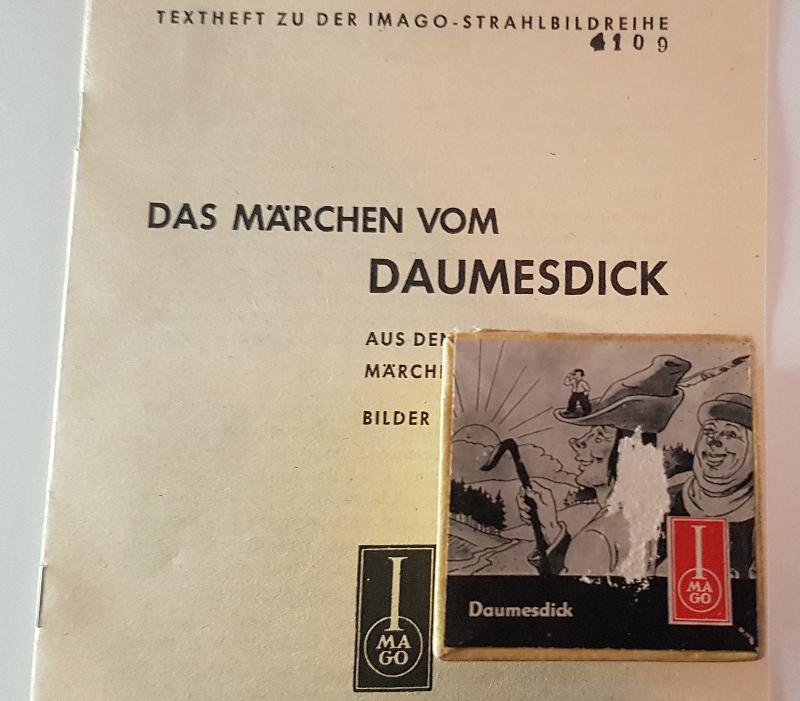 TEXTHEFT ZU DER IMAGO-STRAHLBILDREIHE
4109
DAS MÄRCHEN VOM
DAUMESDICK
AUS DEN
MÄRCH
BILDER
I
MA
GO
Daumesdick
I
MA
GO